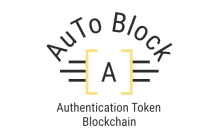 AuTo Block
A
Authentication Token
Blockchain